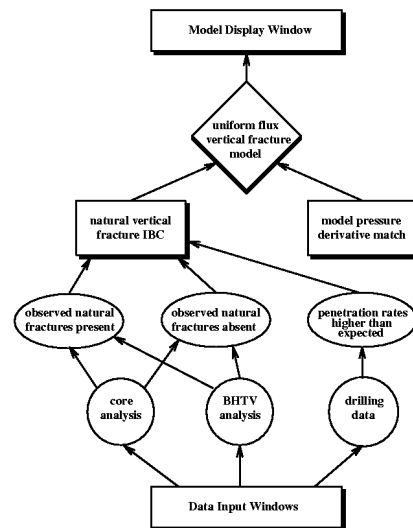 Model Display Window
uniform flux
vertical fracture
model
natural vertical
fracture IBC
model pressure
derivative match
observed natural
fractures present
observed natural
fractures absent
penetration rates
higher than
expected
core
analysis
BHTV
analysis
drilling
data
Data Input Windows